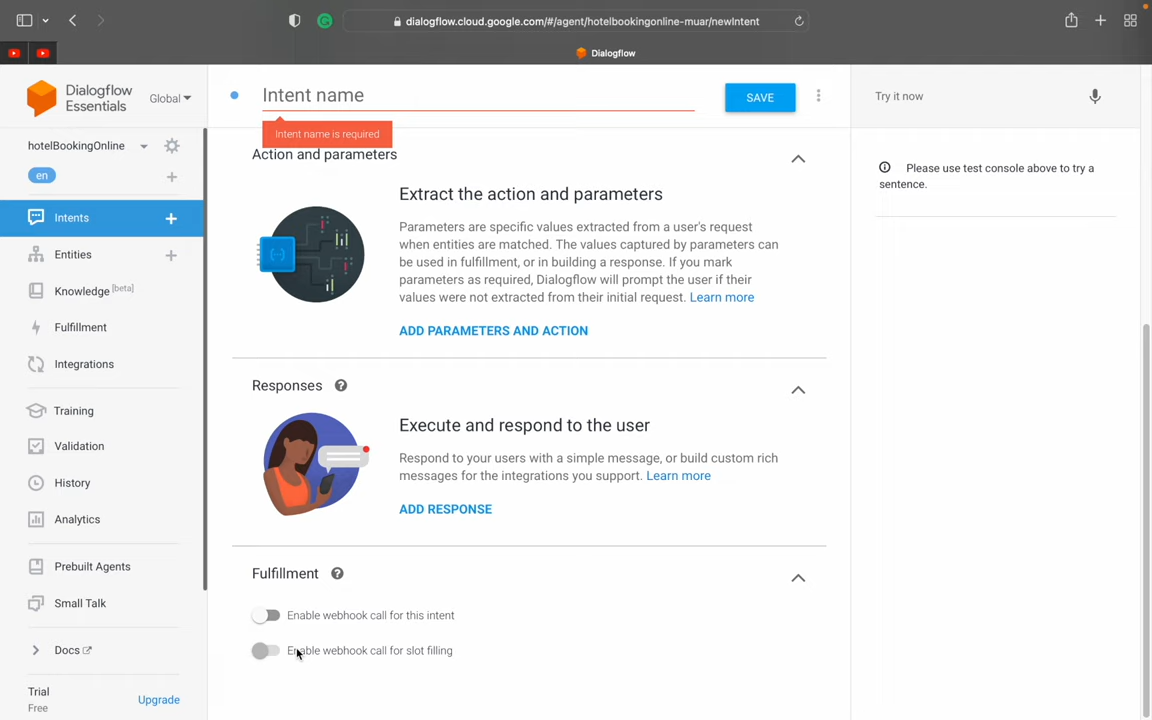 dialogflow.cloud.google.com/#/agent/hotelbookingonline-muar/newIntent
Dialogflow
Dialogflow
Essentials
Global
hotelBookingOnline
en
Intents
Entities
Knowledge [beta]
Fulfillment
Integrations
Training
Validation
History
Analytics
Prebuilt Agents
Small Talk
Docs
Trial
Free
Upgrade
Intent name
SAVE
Intent name is required
Action and parameters
Extract the action and parameters
Parameters are specific values extracted from a user's request
when entities are matched. The values captured by parameters can
be used in fulfillment, or in building a response. If you mark
parameters as required, Dialogflow will prompt the user if their
values were not extracted from their initial request. Learn more
ADD PARAMETERS AND ACTION
Responses
Execute and respond to the user
Respond to your users with a simple message, or build custom rich
messages for the integrations you support. Learn more
ADD RESPONSE
Fulfillment
Enable webhook call for this intent
Enable webhook call for slot filling
Try it now
Please use test console above to try a
sentence.